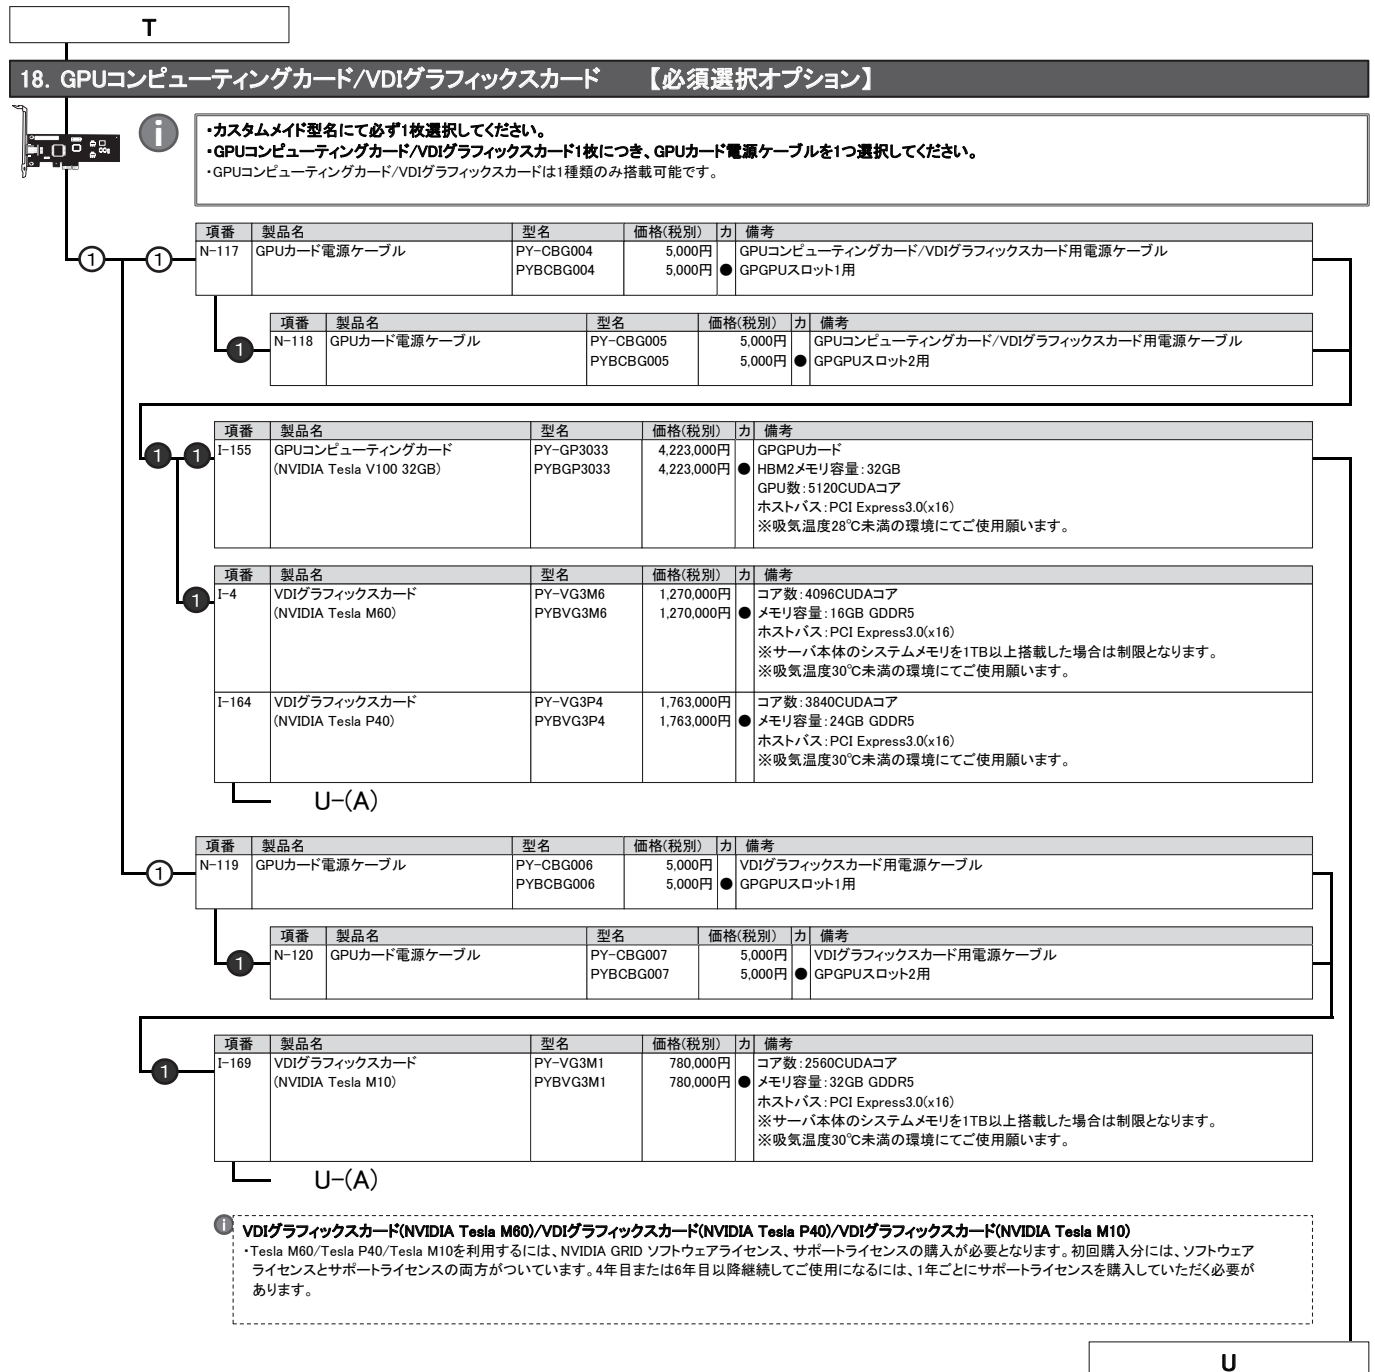 T
18. GPUコンピューティングカード/VDIグラフィックスカード 【必須選択オプション】
・カスタムメイド型名にて必ず1枚選択してください。
・GPUコンピューティングカード/VDIグラフィックスカード1枚につき、GPUカード電源ケーブルを1つ選択してください。
・GPUコンピューティングカード/VDIグラフィックスカードは1種類のみ搭載可能です。
項番 製品名 型名 価格(税別) カ 備考
① ① N-117 GPUカード電源ケーブル PY-CBG004 5,000円 GPUコンピューティングカード/VDIグラフィックスカード用電源ケーブル
PYBCBG004 5,000円 ● GPGPUスロット1用
項番 製品名 型名 価格(税別) カ 備考
❶ N-118 GPUカード電源ケーブル PY-CBG005 5,000円 GPUコンピューティングカード/VDIグラフィックスカード用電源ケーブル
PYBCBG005 5,000円 ● GPGPUスロット2用
項番 製品名 型名 価格(税別) カ 備考
❶ ❶ I-155 GPUコンピューティングカード PY-GP3033 4,223,000円 GPGPUカード
(NVIDIA Tesla V100 32GB) PYBGP3033 4,223,000円 ● HBM2メモリ容量:32GB
GPU数:5120CUDAコア
ホストバス:PCI Express3.0(x16)
※吸気温度28℃未満の環境にてご使用願います。
項番 製品名 型名 価格(税別) カ 備考
❶ I-4 VDIグラフィックスカード PY-VG3M6 1,270,000円 コア数:4096CUDAコア
(NVIDIA Tesla M60) PYBVG3M6 1,270,000円 ● メモリ容量:16GB GDDR5
ホストバス:PCI Express3.0(x16)
※サーバ本体のシステムメモリを1TB以上搭載した場合は制限となります。
※吸気温度30℃未満の環境にてご使用願います。
I-164 VDIグラフィックスカード PY-VG3P4 1,763,000円 コア数:3840CUDAコア
(NVIDIA Tesla P40) PYBVG3P4 1,763,000円 ● メモリ容量:24GB GDDR5
ホストバス:PCI Express3.0(x16)
※吸気温度30℃未満の環境にてご使用願います。
U-(A)
項番 製品名 型名 価格(税別) カ 備考
① N-119 GPUカード電源ケーブル PY-CBG006 5,000円 VDIグラフィックスカード用電源ケーブル
PYBCBG006 5,000円 ● GPGPUスロット1用
項番 製品名 型名 価格(税別) カ 備考
❶ N-120 GPUカード電源ケーブル PY-CBG007 5,000円 VDIグラフィックスカード用電源ケーブル
PYBCBG007 5,000円 ● GPGPUスロット2用
項番 製品名 型名 価格(税別) カ 備考
❶ I-169 VDIグラフィックスカード PY-VG3M1 780,000円 コア数:2560CUDAコア
(NVIDIA Tesla M10) PYBVG3M1 780,000円 ● メモリ容量:32GB GDDR5
ホストバス:PCI Express3.0(x16)
※サーバ本体のシステムメモリを1TB以上搭載した場合は制限となります。
※吸気温度30℃未満の環境にてご使用願います。
U-(A)
VDIグラフィックスカード(NVIDIA Tesla M60)/VDIグラフィックスカード(NVIDIA Tesla P40)/VDIグラフィックスカード(NVIDIA Tesla M10)
・Tesla M60/Tesla P40/Tesla M10を利用するには、NVIDIA GRID ソフトウェアライセンス、サポートライセンスの購入が必要となります。初回購入分には、ソフトウェア
ライセンスとサポートライセンスの両方がついています。4年目または6年目以降継続してご使用になるには、1年ごとにサポートライセンスを購入していただく必要が
あります。
U